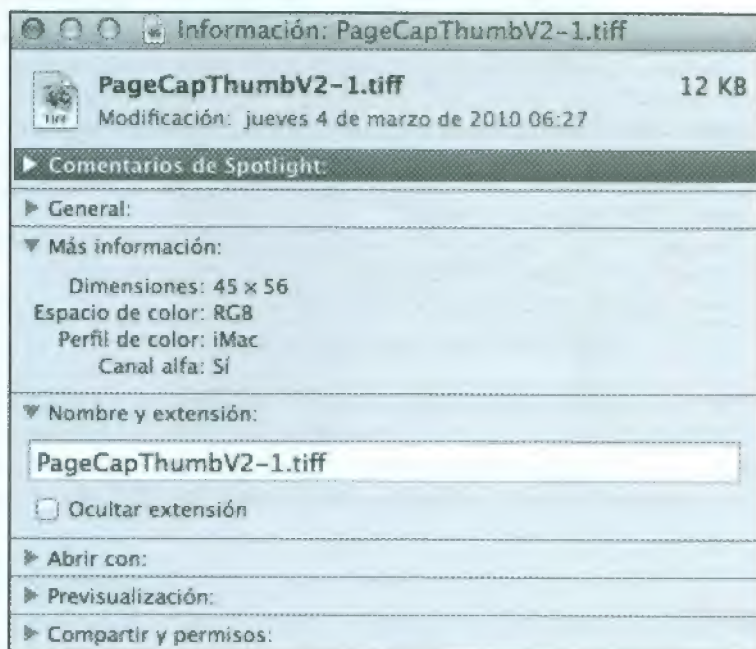 Información: PageCapThumbV2-1.tiff
PageCapThumbV2-1.tiff 12 KB
Modificación: jueves 4 de marzo de 2010 06:27
TIFF
Comentarios de Spotlight:
General:
Más información:
Dimensiones: 45 × 56
Espacio de color: RGB
Perfil de color: iMac
Canal alfa: Sí
Nombre y extensión:
PageCapThumbV2-1.tiff
Ocultar extensión
Abrir con:
Previsualización:
Compartir y permisos: